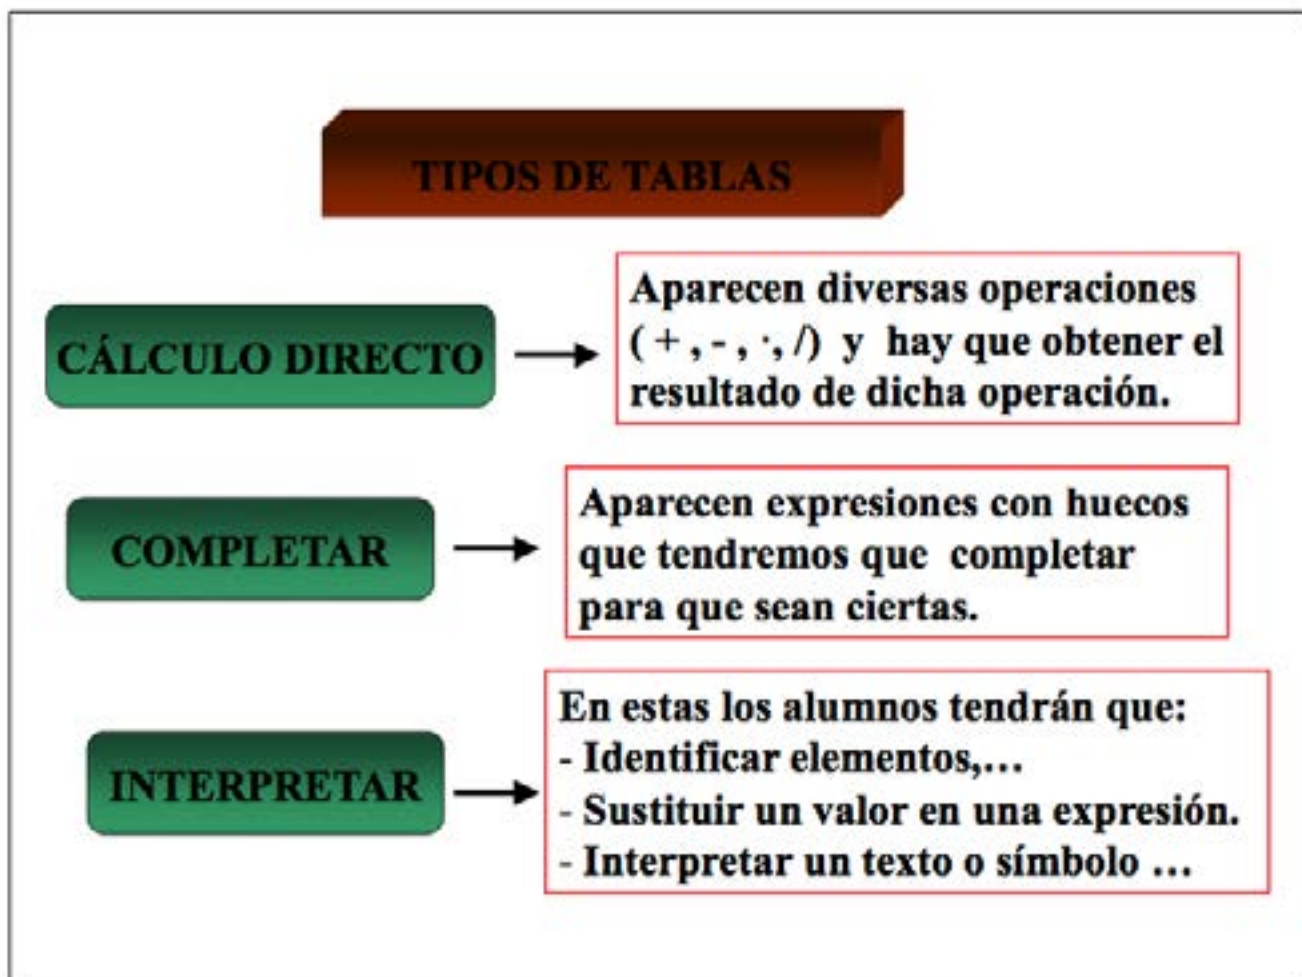 TIPOS DE TABLAS
CÁLCULO DIRECTO
Aparecen diversas operaciones
( + , - , ·, /)  y  hay que obtener el
resultado de dicha operación.
COMPLETAR
Aparecen expresiones con huecos
que tendremos que  completar
para que sean ciertas.
INTERPRETAR
En estas los alumnos tendrán que:
- Identificar elementos,…
- Sustituir un valor en una expresión.
- Interpretar un texto o símbolo …